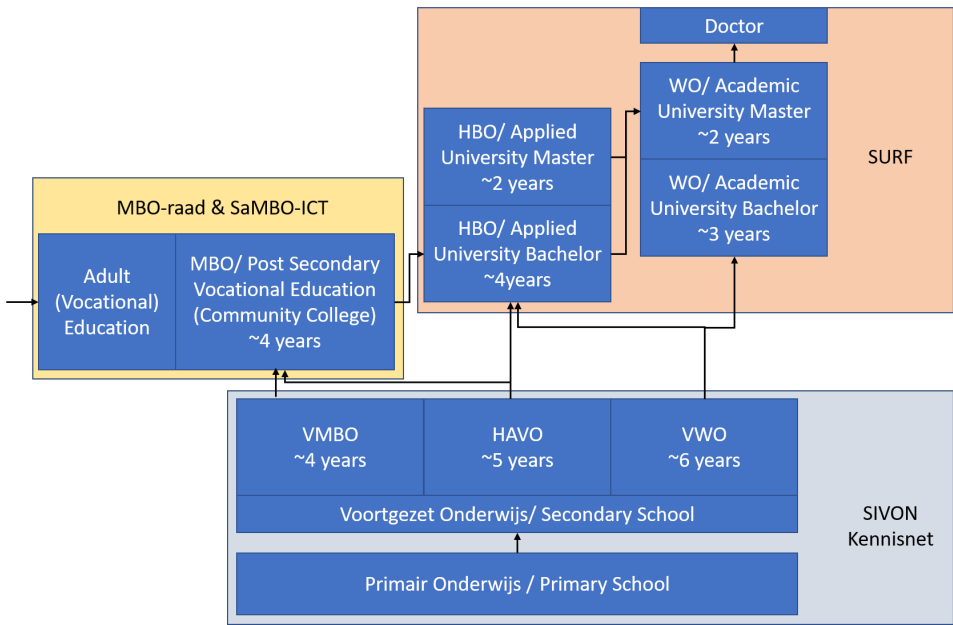 Doctor
WO/ Academic
University Master
~2 years
HBO/ Applied
University Master
~2 years
SURF
WO/ Academic
University Bachelor
~3 years
HBO/ Applied
University Bachelor
~4years
MBO-raad & SaMBO-ICT
Adult
(Vocational)
Education
MBO/ Post Secondary
Vocational Education
(Community College)
~4 years
VMBO
~4 years
HAVO
~5 years
VWO
~6 years
Voortgezet Onderwijs/ Secondary School
SIVON
Kennisnet
Primair Onderwijs / Primary School